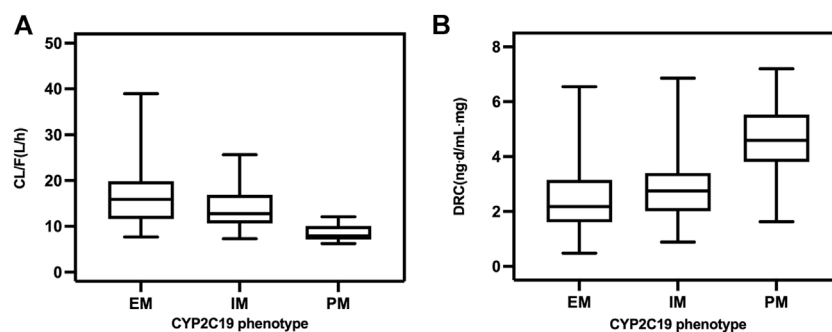 A
CL/F(L/h)
50
40
30
20
10
0
EM IM PM
CYP2C19 phenotype
B
DRC(ng·d/mL·mg)
8
6
4
2
0
EM IM PM
CYP2C19 phenotype